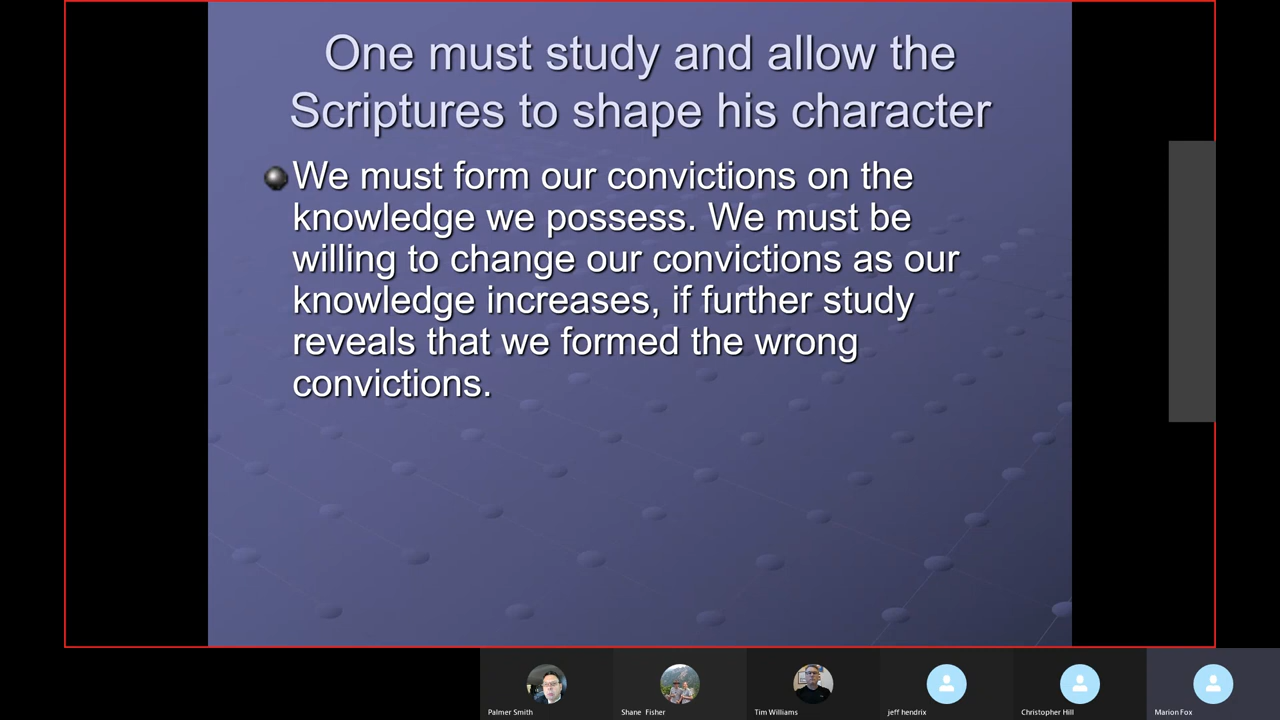 One must study and allow the
Scriptures to shape his character
We must form our convictions on the
knowledge we possess. We must be
willing to change our convictions as our
knowledge increases, if further study
reveals that we formed the wrong
convictions.
Palmer Smith
Shane Fisher
Tim Williams
jeff hendrix
Christopher Hill
Marion Fox